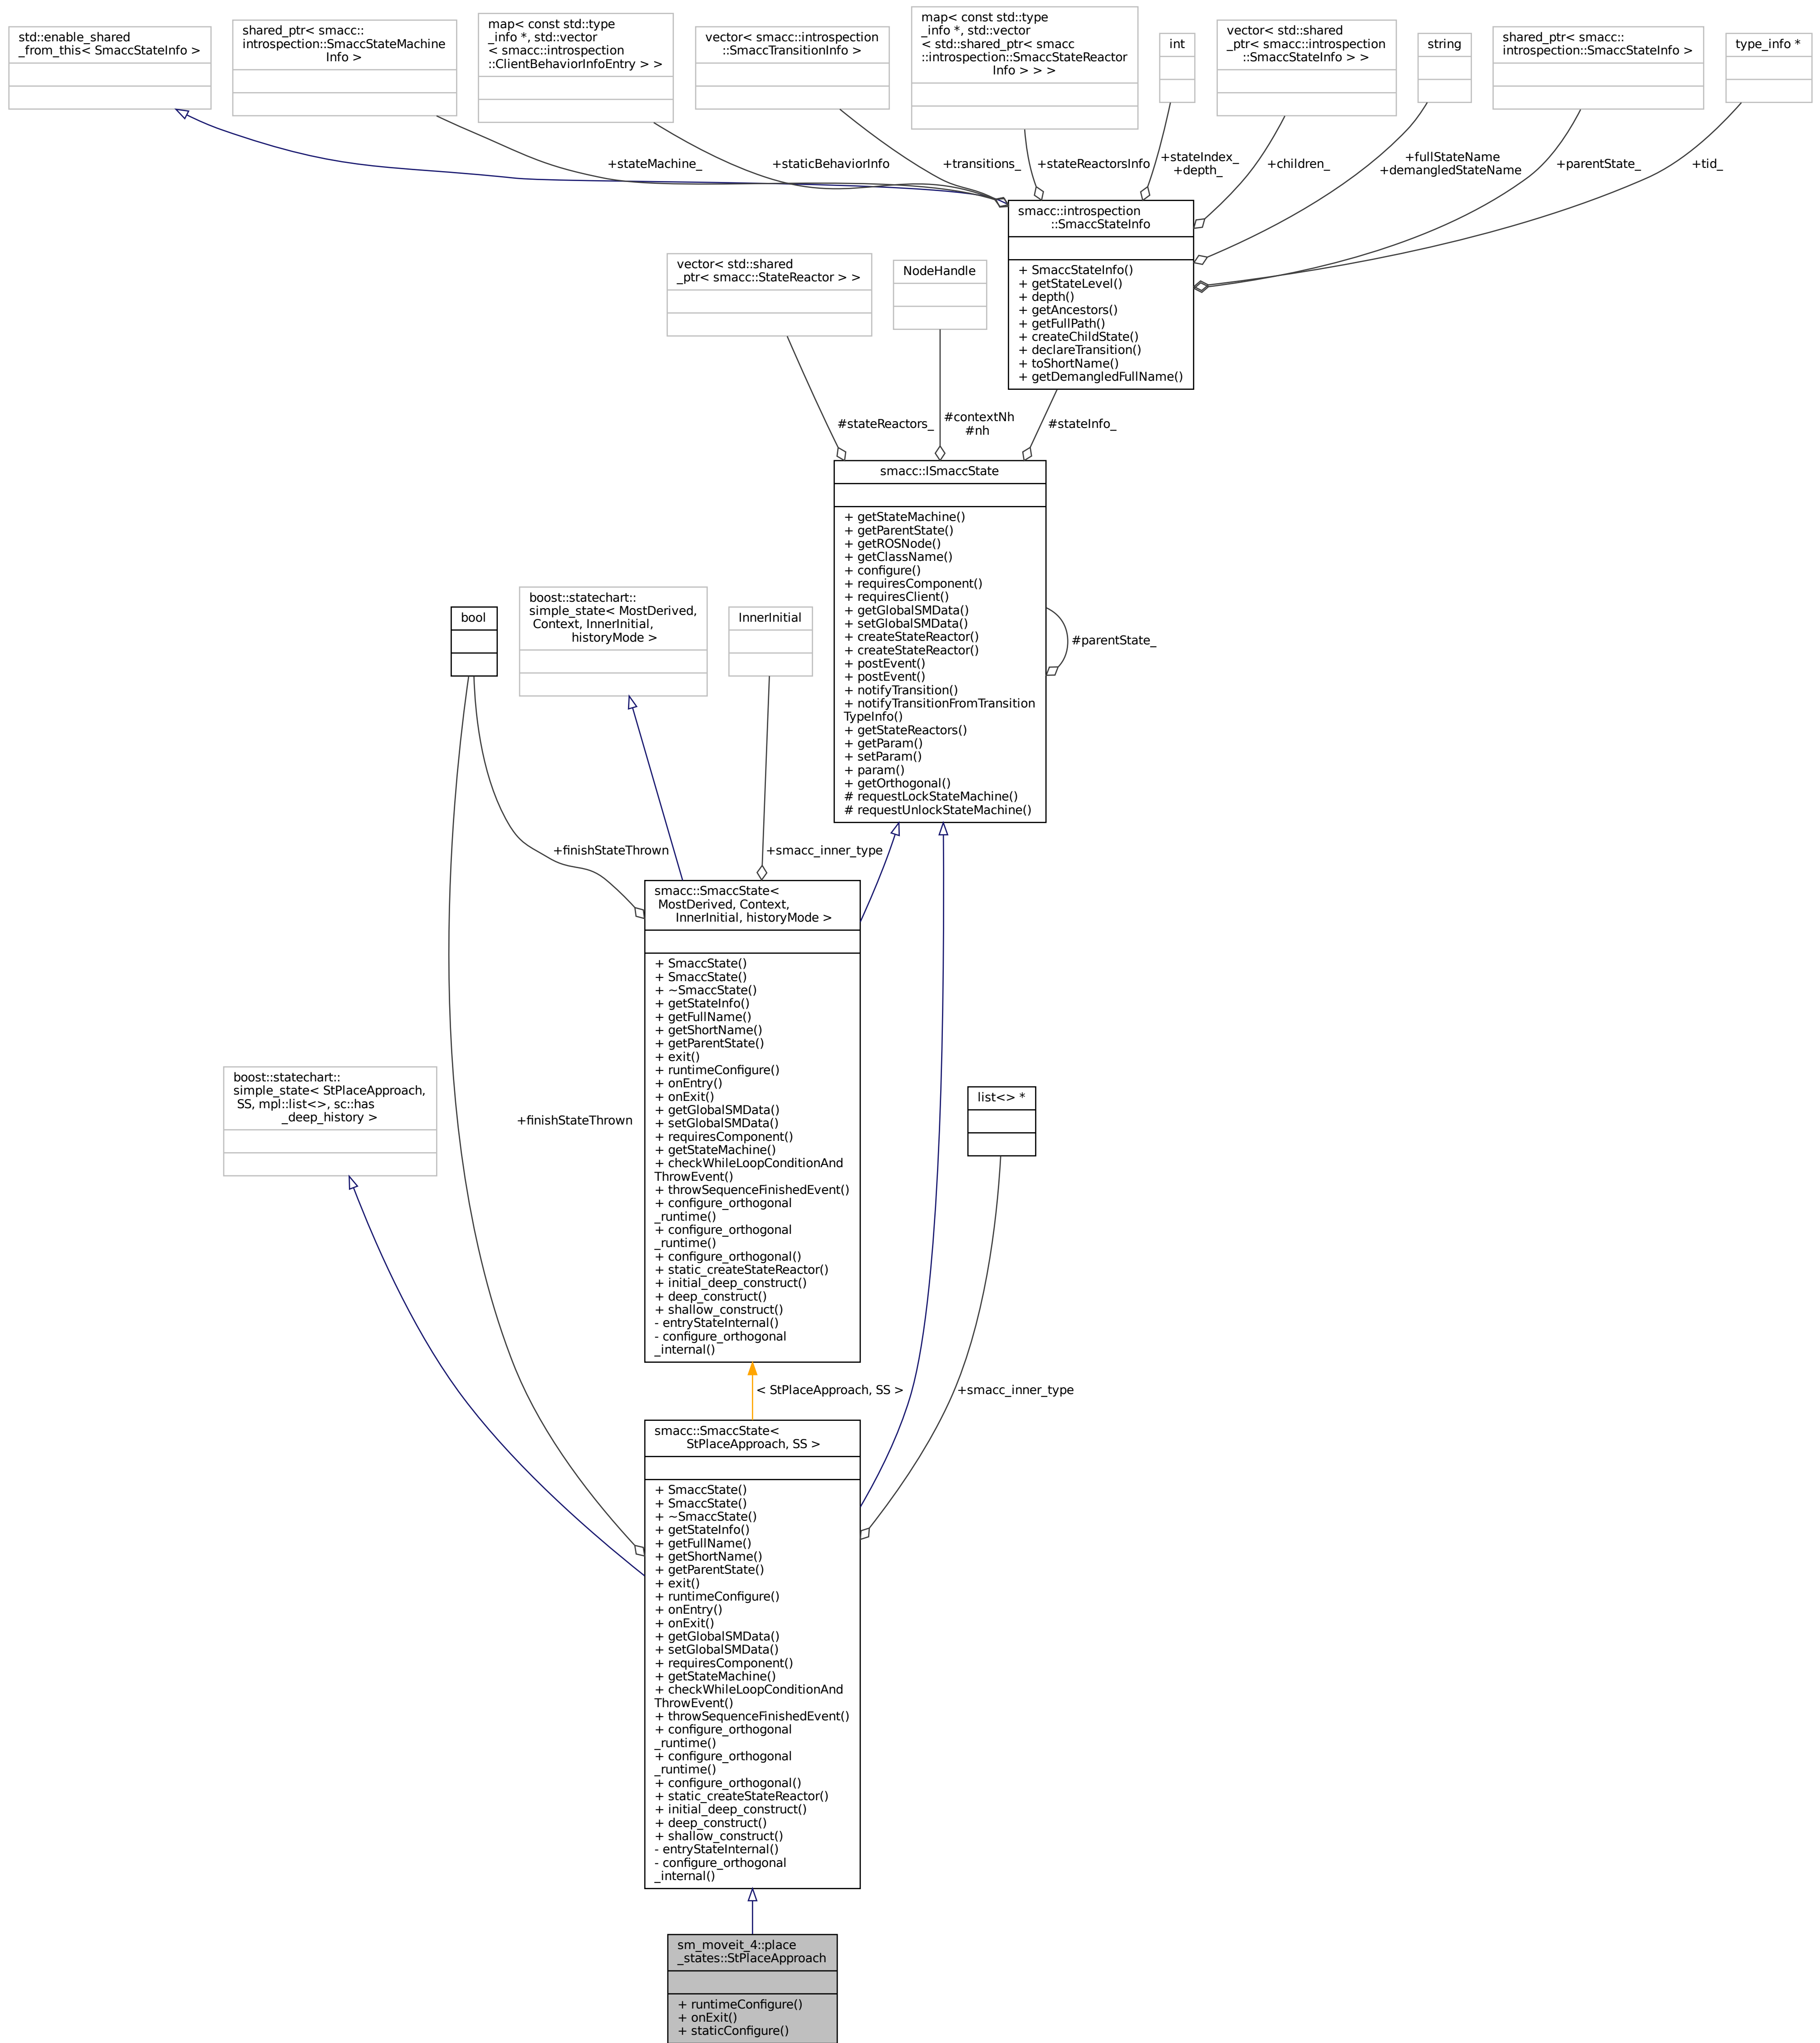 std::enable_shared
_from_this< SmaccStateInfo >
shared_ptr< smacc::
introspection::SmaccStateMachine
Info >
map< const std::type
_info *, std::vector
< smacc::introspection
::ClientBehaviorInfoEntry > >
vector< smacc::introspection
::SmaccTransitionInfo >
map< const std::type
_info *, std::vector
< std::shared_ptr< smacc
::introspection::SmaccStateReactor
Info > > >
int
vector< std::shared
_ptr< smacc::introspection
::SmaccStateInfo > >
string
shared_ptr< smacc::
introspection::SmaccStateInfo >
type_info *
+stateMachine_
+staticBehaviorInfo
+transitions_
+stateReactorsInfo
+stateIndex_
+depth_
+children_
+fullStateName
+demangledStateName
+parentState_
+tid_
smacc::introspection
::SmaccStateInfo
+ SmaccStateInfo()
+ getStateLevel()
+ depth()
+ getAncestors()
+ getFullPath()
+ createChildState()
+ declareTransition()
+ toShortName()
+ getDemangledFullName()
vector< std::shared
_ptr< smacc::StateReactor > >
NodeHandle
#stateReactors_
#contextNh
#nh
#stateInfo_
smacc::ISmaccState
+ getStateMachine()
+ getParentState()
+ getROSNode()
+ getClassName()
+ configure()
+ requiresComponent()
+ requiresClient()
+ getGlobalSMData()
+ setGlobalSMData()
+ createStateReactor()
+ createStateReactor()
+ postEvent()
+ postEvent()
+ notifyTransition()
+ notifyTransitionFromTransition
TypeInfo()
+ getStateReactors()
+ getParam()
+ setParam()
+ param()
+ getOrthogonal()
# requestLockStateMachine()
# requestUnlockStateMachine()
#parentState_
bool
boost::statechart::
simple_state< MostDerived,
Context, InnerInitial,
historyMode >
InnerInitial
+finishStateThrown
+smacc_inner_type
smacc::SmaccState<
MostDerived, Context,
InnerInitial, historyMode >
+ SmaccState()
+ SmaccState()
+ ~SmaccState()
+ getStateInfo()
+ getFullName()
+ getShortName()
+ getParentState()
+ exit()
+ runtimeConfigure()
+ onEntry()
+ onExit()
+ getGlobalSMData()
+ setGlobalSMData()
+ requiresComponent()
+ getStateMachine()
+ checkWhileLoopConditionAnd
ThrowEvent()
+ throwSequenceFinishedEvent()
+ configure_orthogonal
_runtime()
+ configure_orthogonal
_runtime()
+ configure_orthogonal()
+ static_createStateReactor()
+ initial_deep_construct()
+ deep_construct()
+ shallow_construct()
- entryStateInternal()
- configure_orthogonal
_internal()
boost::statechart::
simple_state< StPlaceApproach,
SS, mpl::list<>, sc::has
_deep_history >
+finishStateThrown
list<> *
< StPlaceApproach, SS >
+smacc_inner_type
smacc::SmaccState<
StPlaceApproach, SS >
+ SmaccState()
+ SmaccState()
+ ~SmaccState()
+ getStateInfo()
+ getFullName()
+ getShortName()
+ getParentState()
+ exit()
+ runtimeConfigure()
+ onEntry()
+ onExit()
+ getGlobalSMData()
+ setGlobalSMData()
+ requiresComponent()
+ getStateMachine()
+ checkWhileLoopConditionAnd
ThrowEvent()
+ throwSequenceFinishedEvent()
+ configure_orthogonal
_runtime()
+ configure_orthogonal
_runtime()
+ configure_orthogonal()
+ static_createStateReactor()
+ initial_deep_construct()
+ deep_construct()
+ shallow_construct()
- entryStateInternal()
- configure_orthogonal
_internal()
sm_moveit_4::place
_states::StPlaceApproach
+ runtimeConfigure()
+ onExit()
+ staticConfigure()